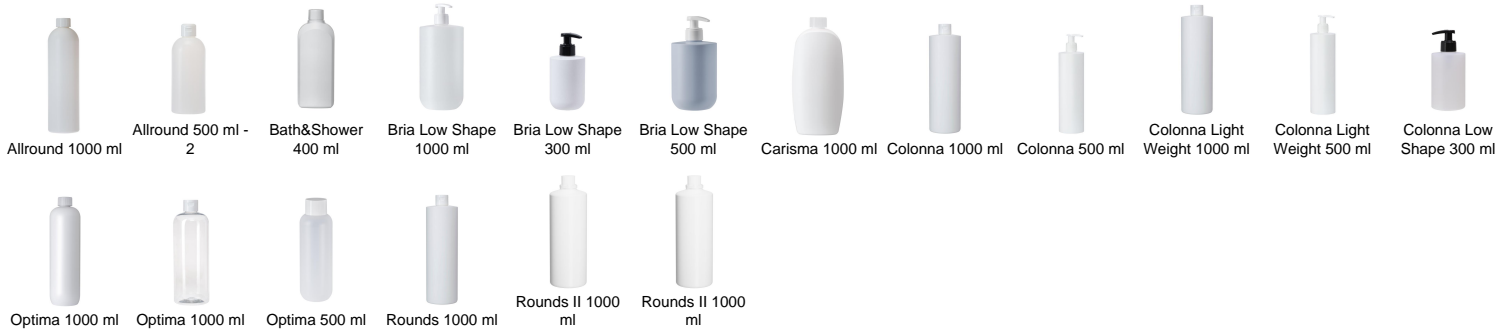 Allround 1000 ml
Allround 500 ml -
2
Bath&Shower
400 ml
Bria Low Shape
1000 ml
Bria Low Shape
300 ml
Bria Low Shape
500 ml
Carisma 1000 ml
Colonna 1000 ml
Colonna 500 ml
Colonna Light
Weight 1000 ml
Colonna Light
Weight 500 ml
Colonna Low
Shape 300 ml
Optima 1000 ml
Optima 1000 ml
Optima 500 ml
Rounds 1000 ml
Rounds II 1000
ml
Rounds II 1000
ml